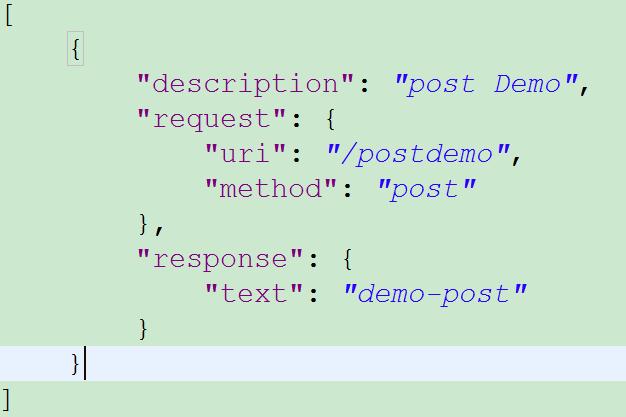 [
    {
        "description": "post Demo",
        "request": {
            "uri": "/postdemo",
            "method": "post"
        },
        "response": {
            "text": "demo-post"
        }
    }
]